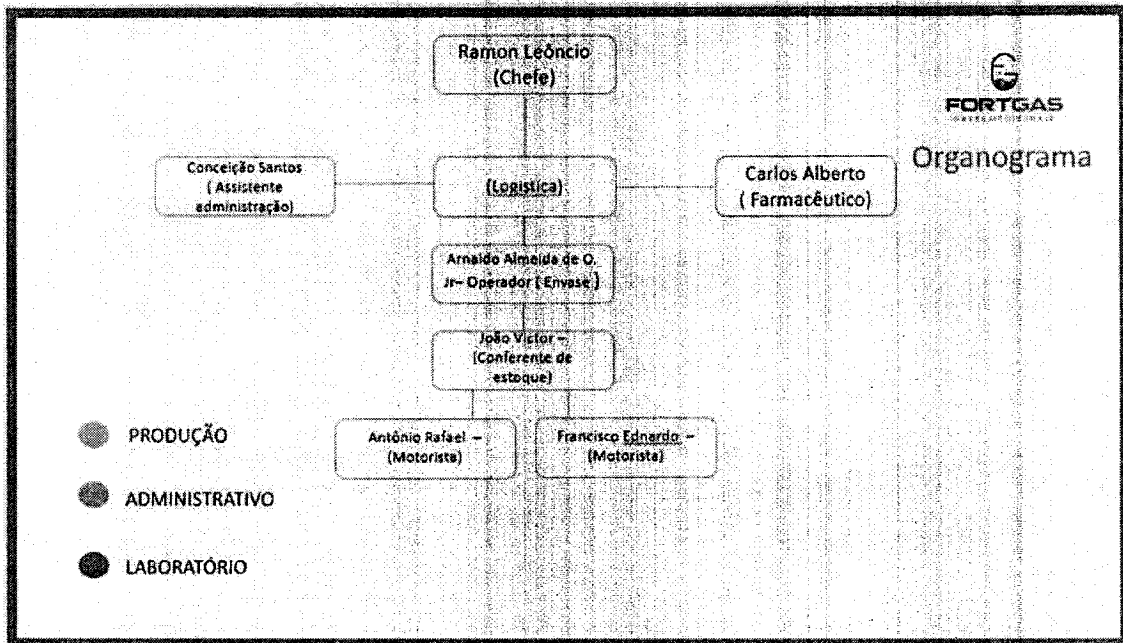 Ramon Leôncio
(Chefe)
FORTGAS
Organograma
Conceição Santos
( Assistente
administração)
(Logistica)
Carlos Alberto
( Farmacêutico)
Arnaldo Almeida de O.
Jr– Operador ( Envase )
João Victor –
(Conferente de
estoque)
Antônio Rafael –
(Motorista)
Francisco Ednardo –
(Motorista)
PRODUÇÃO
ADMINISTRATIVO
LABORATÓRIO